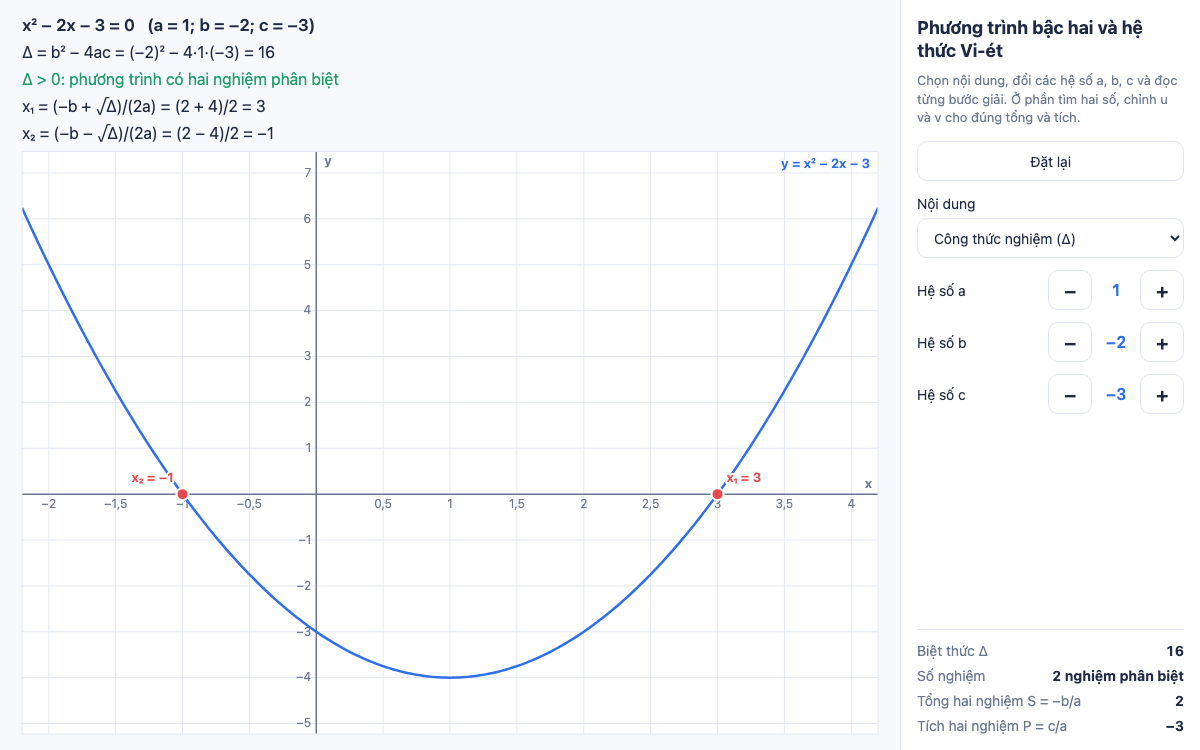 x² − 2x − 3 = 0 (a = 1; b = −2; c = −3)
Δ = b² − 4ac = (−2)² − 4·1·(−3) = 16
Δ > 0: phương trình có hai nghiệm phân biệt
x₁ = (−b + √Δ)/(2a) = (2 + 4)/2 = 3
x₂ = (−b − √Δ)/(2a) = (2 − 4)/2 = −1
y
y = x² − 2x − 3
7
6
5
4
3
2
1
x₂ = −1
x₁ = 3
x
−2
−1,5
−1
−0,5
0,5
1
1,5
2
2,5
3
3,5
4
−1
−2
−3
−4
−5
Phương trình bậc hai và hệ
thức Vi-ét
Chọn nội dung, đổi các hệ số a, b, c và đọc
từng bước giải. Ở phần tìm hai số, chỉnh u
và v cho đúng tổng và tích.
Đặt lại
Nội dung
Công thức nghiệm (Δ)
Hệ số a − 1 +
Hệ số b − −2 +
Hệ số c − −3 +
Biệt thức Δ 16
Số nghiệm 2 nghiệm phân biệt
Tổng hai nghiệm S = −b/a 2
Tích hai nghiệm P = c/a −3